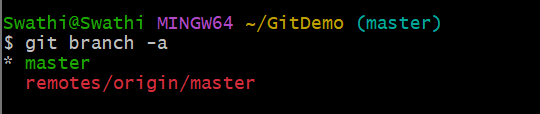 Swathi@Swathi MINGW64 ~/GitDemo (master)
$ git branch -a
* master
  remotes/origin/master